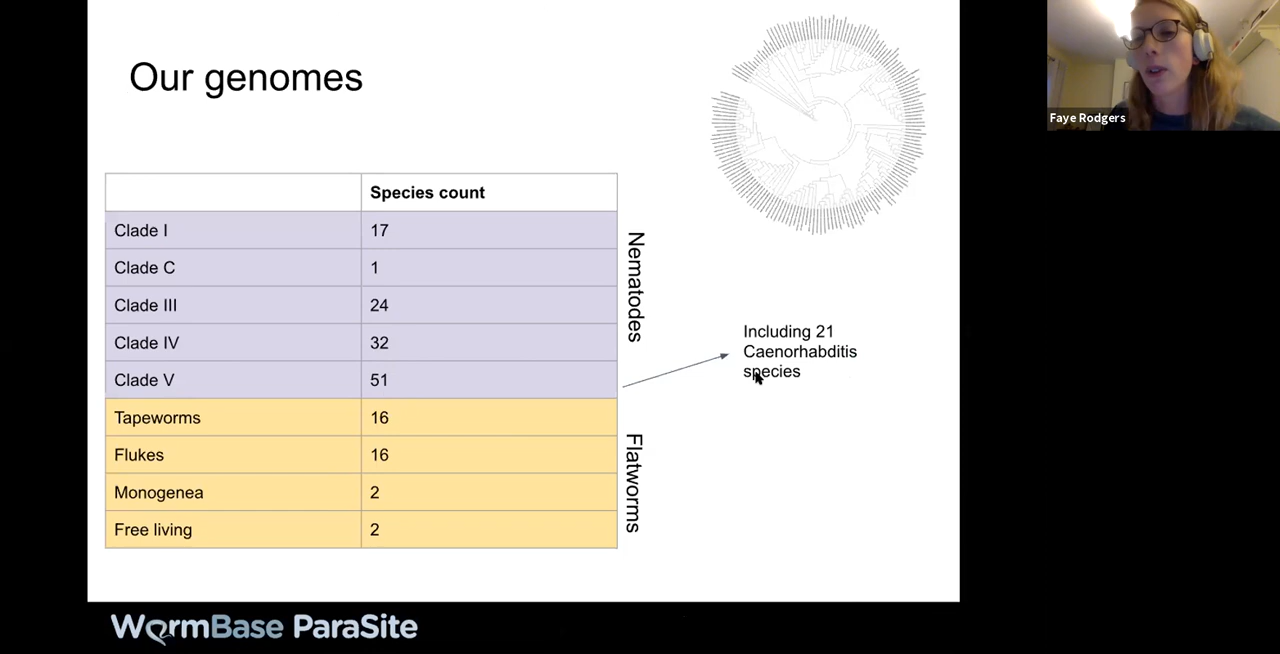 Our genomes
Species count
Clade I 17
Clade C 1
Clade III 24
Clade IV 32
Clade V 51
Tapeworms 16
Flukes 16
Monogenea 2
Free living 2
Nematodes
Flatworms
Including 21
Caenorhabditis
species
Faye Rodgers
WormBase ParaSite